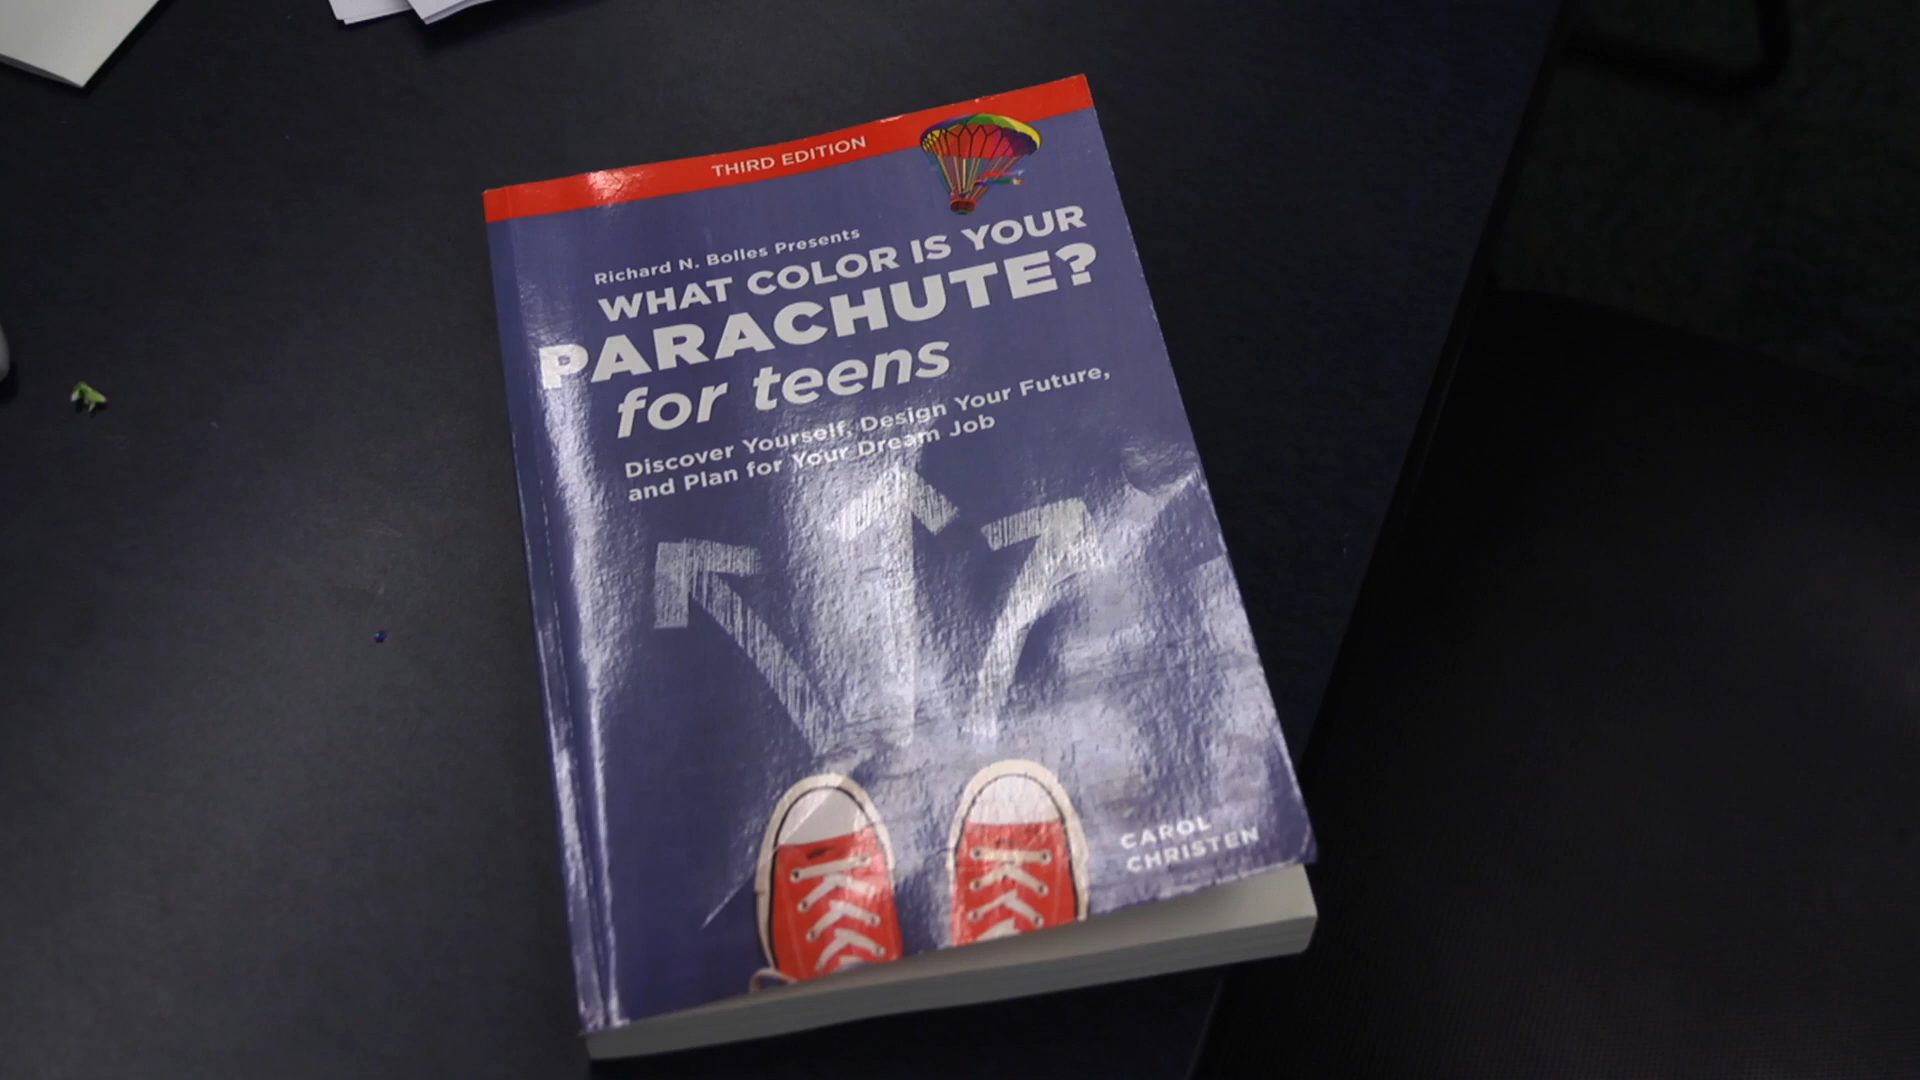 THIRD EDITION
Richard N. Bolles Presents
WHAT COLOR IS YOUR
PARACHUTE?
for teens
Discover Yourself, Design Your Future,
and Plan for Your Dream Job
CAROL
CHRISTEN